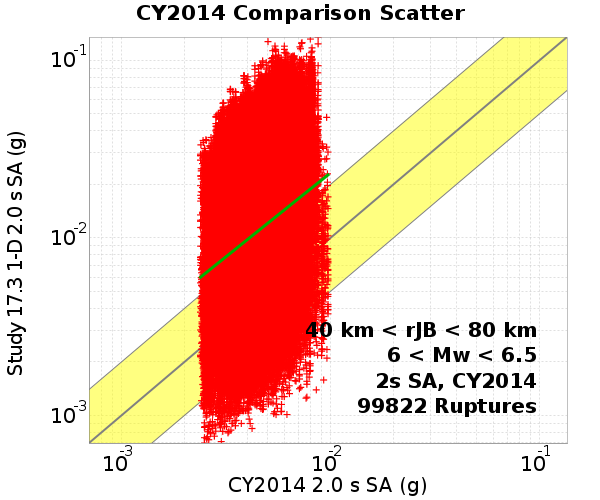 CY2014 Comparison Scatter
Study 17.3 1-D 2.0 s SA (g)
10-1
10-2
10-3
40 km < rJB < 80 km
6 < Mw < 6.5
2s SA, CY2014
99822 Ruptures
10-3 10-2 10-1
CY2014 2.0 s SA (g)